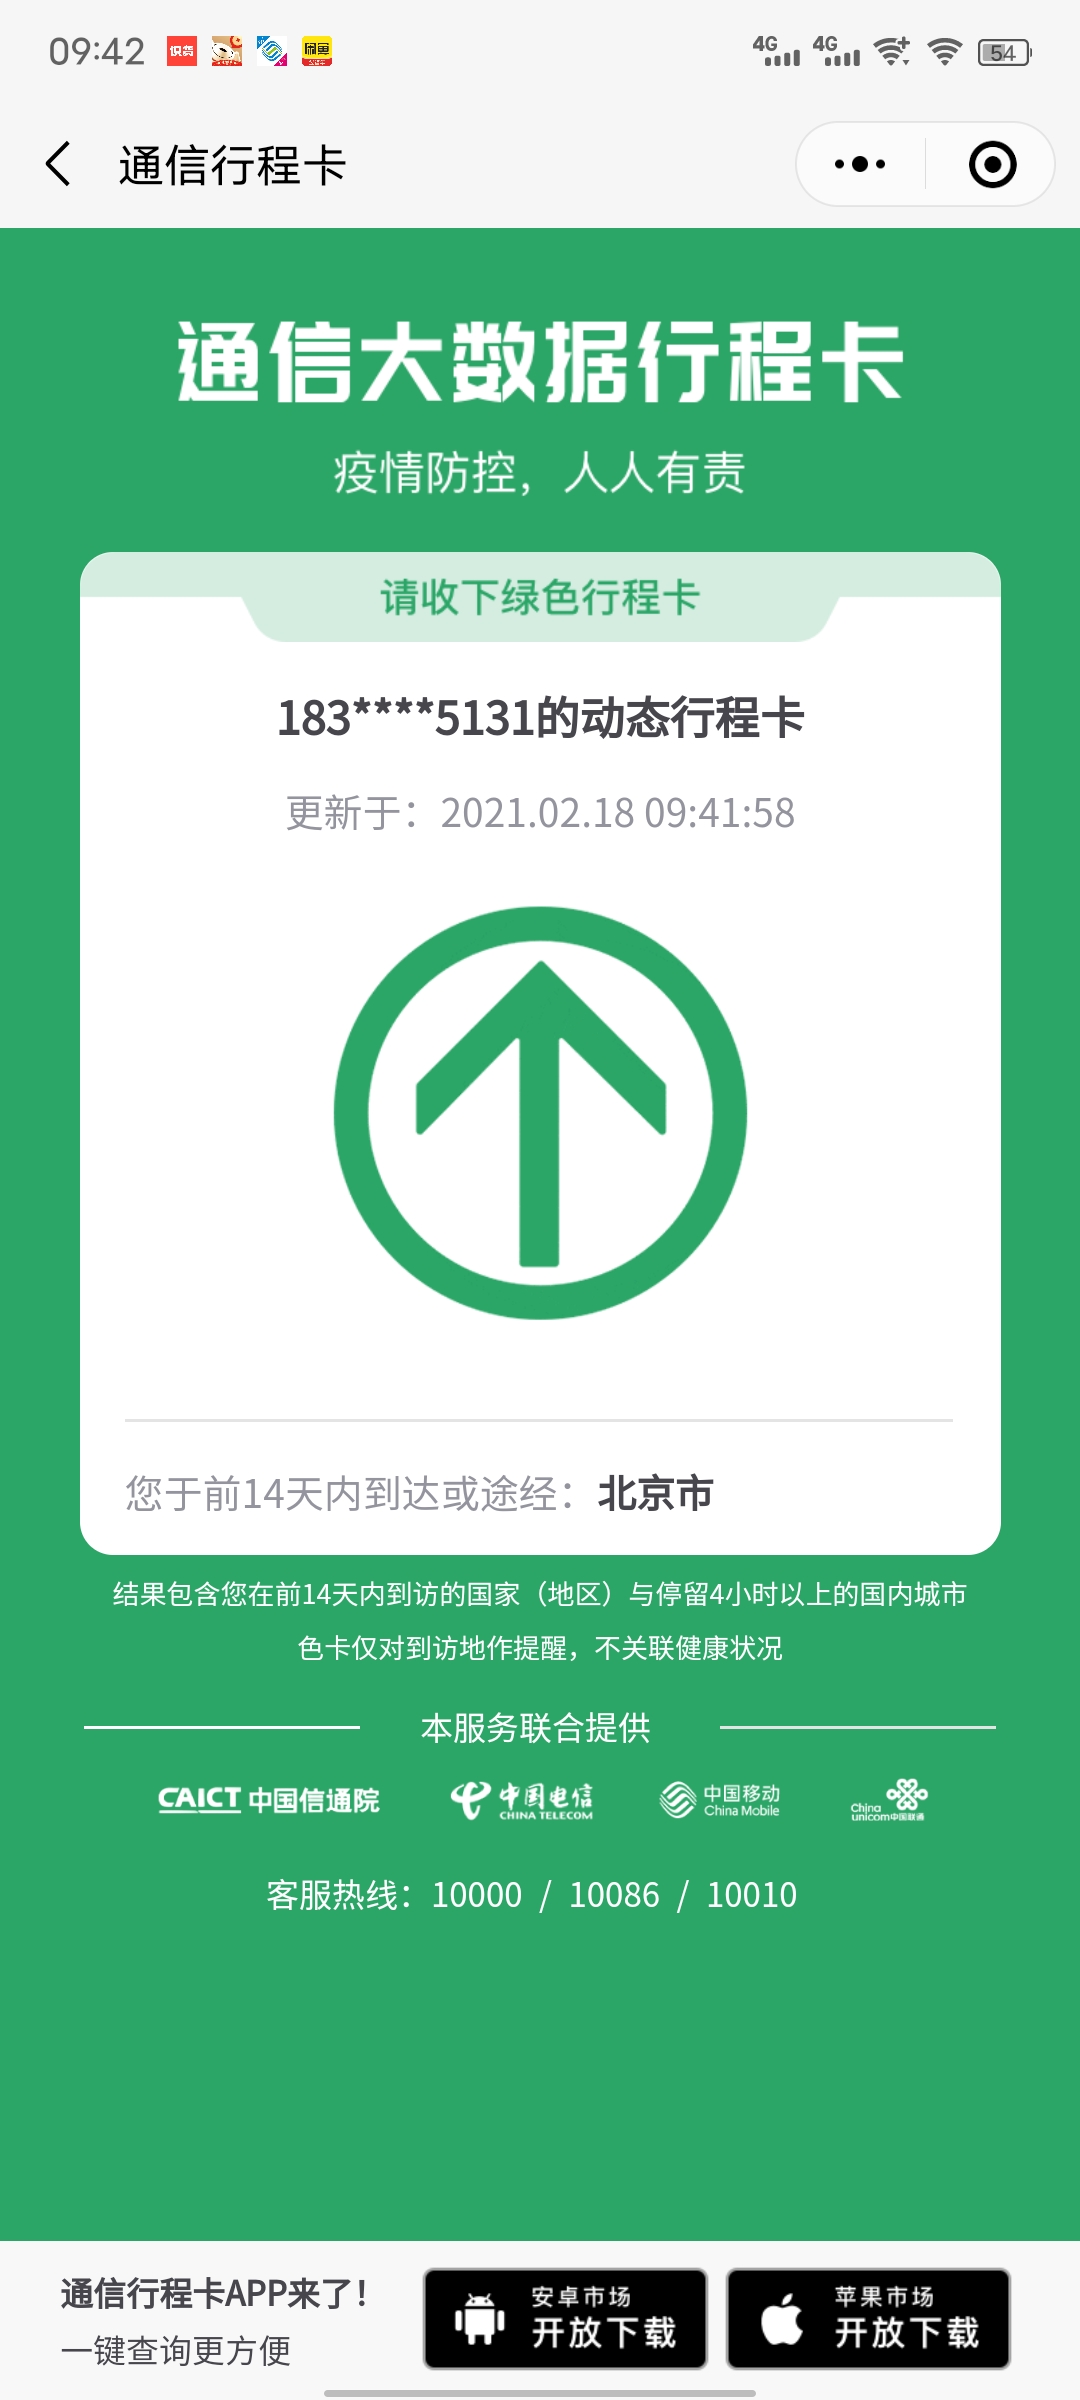 09:42
4G 4G 54
通信行程卡
通信大数据行程卡
疫情防控，人人有责
请收下绿色行程卡
183****5131的动态行程卡
更新于：2021.02.18 09:41:58
您于前14天内到达或途经：北京市
结果包含您在前14天内到访的国家（地区）与停留4小时以上的国内城市
色卡仅对到访地作提醒，不关联健康状况
本服务联合提供
CAICT 中国信通院
中国电信
CHINA TELECOM
中国移动
China Mobile
China
unicom中国联通
客服热线：10000 / 10086 / 10010
通信行程卡APP来了！
一键查询更方便
安卓市场
开放下载
苹果市场
开放下载